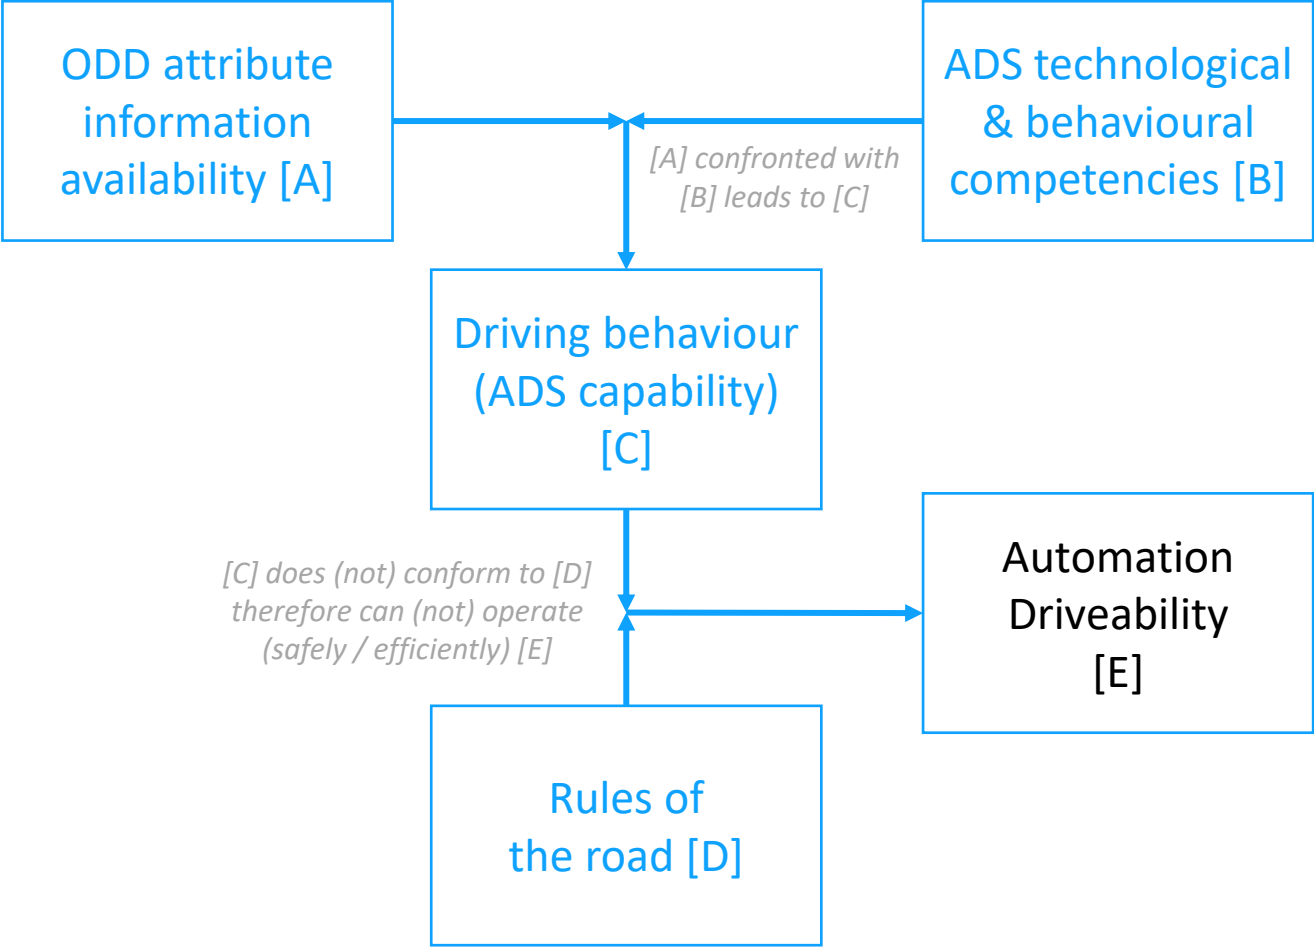 ODD attribute
information
availability [A]
ADS technological
& behavioural
competencies [B]
[A] confronted with
[B] leads to [C]
Driving behaviour
(ADS capability)
[C]
[C] does (not) conform to [D]
therefore can (not) operate
(safely / efficiently) [E]
Automation
Driveability
[E]
Rules of
the road [D]